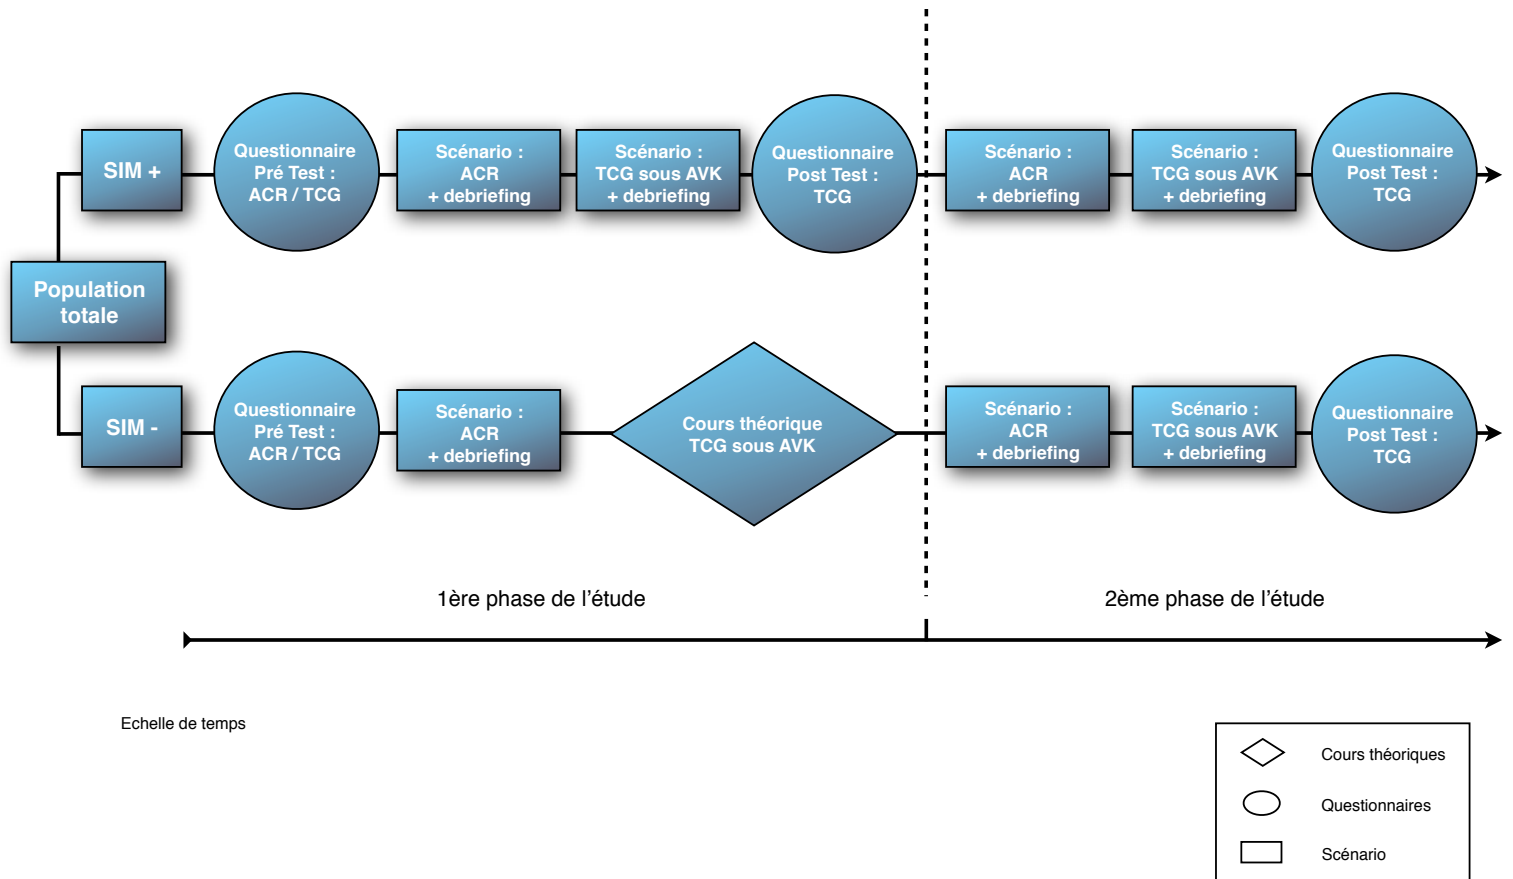 SIM +
Questionnaire
Pré Test :
ACR / TCG
Scénario :
ACR
+ debriefing
Scénario :
TCG sous AVK
+ debriefing
Questionnaire
Post Test :
TCG
Scénario :
ACR
+ debriefing
Scénario :
TCG sous AVK
+ debriefing
Questionnaire
Post Test :
TCG
Population
totale
SIM -
Questionnaire
Pré Test :
ACR / TCG
Scénario :
ACR
+ debriefing
Cours théorique
TCG sous AVK
Scénario :
ACR
+ debriefing
Scénario :
TCG sous AVK
+ debriefing
Questionnaire
Post Test :
TCG
1ère phase de l’étude
2ème phase de l’étude
Echelle de temps
Cours théoriques
Questionnaires
Scénario